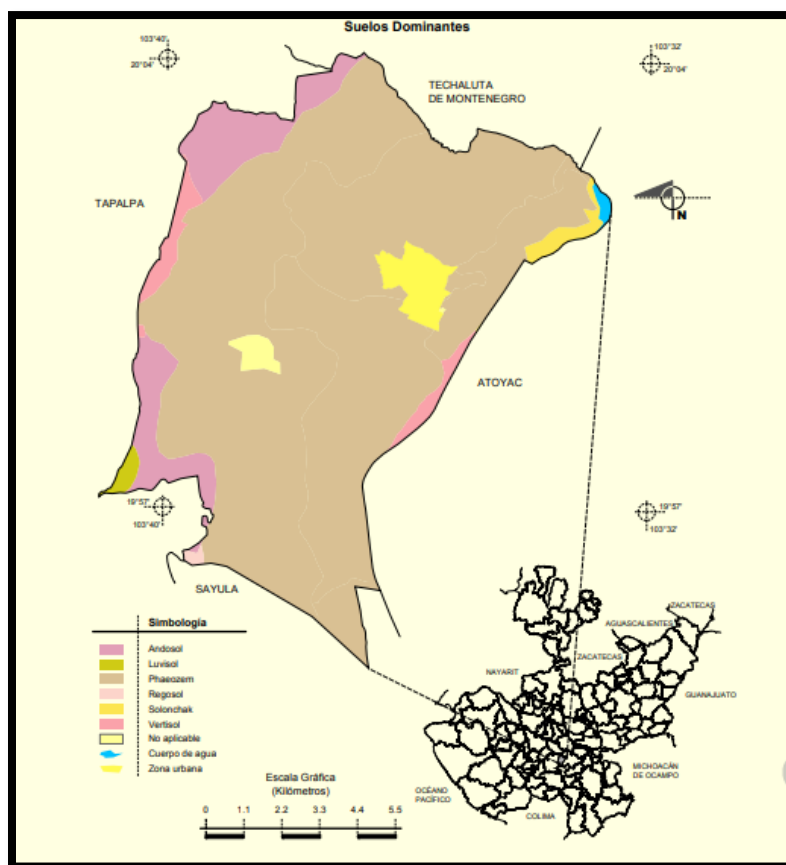 Suelos Dominantes
103°40'
20°04'
103°32'
20°04'
TECHALUTA
DE MONTENEGRO
TAPALPA
N
ATOYAC
19°57'
103°40'
19°57'
103°32'
SAYULA
Simbología
Andosol
Luvisol
Phaeozem
Regosol
Solonchak
Vertisol
No aplicable
Cuerpo de agua
Zona urbana
Escala Gráfica
(Kilómetros)
0 1.1 2.2 3.3 4.4 5.5
ZACATECAS
AGUASCALIENTES
ZACATECAS
NAYARIT
GUANAJUATO
MICHOACÁN
DE OCAMPO
OCÉANO
PACÍFICO
COLIMA